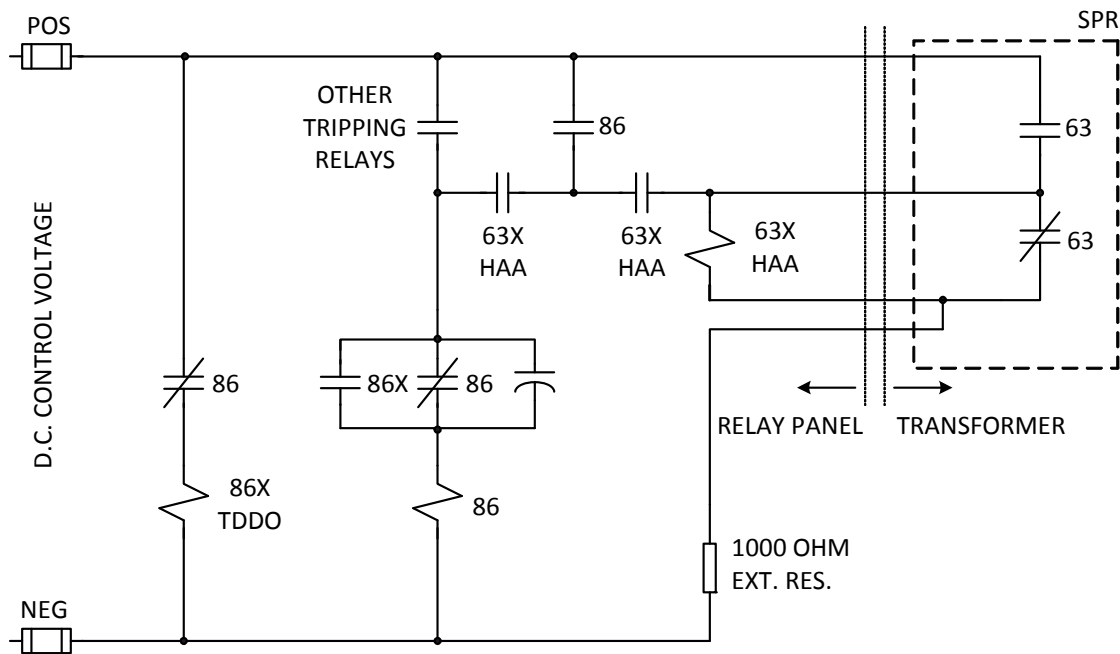 POS
SPR
OTHER
TRIPPING
RELAYS
86
63
63X
HAA
63X
HAA
63X
HAA
63
D.C. CONTROL VOLTAGE
86
86X
86
RELAY PANEL
TRANSFORMER
86X
TDDO
86
1000 OHM
EXT. RES.
NEG